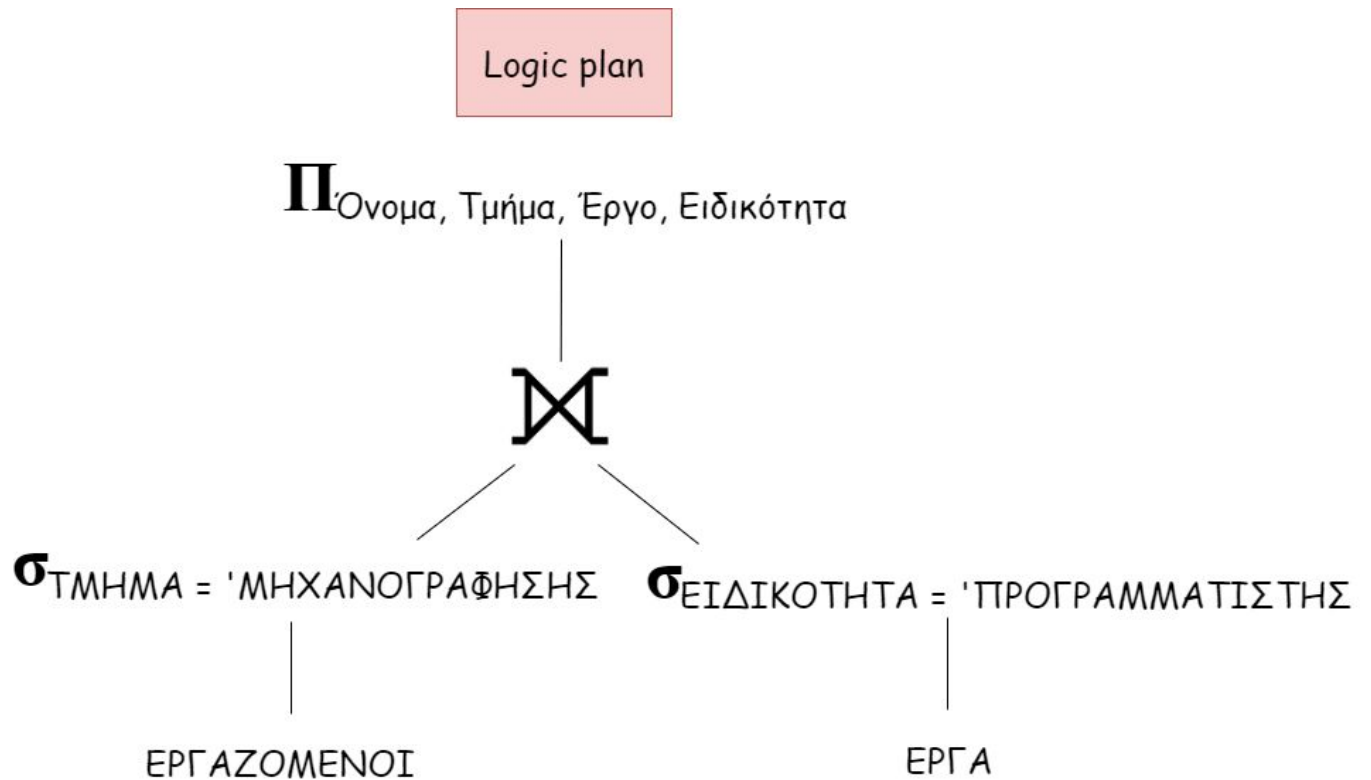 Logic plan
ΠΌνομα, Τμήμα, Έργο, Ειδικότητα
σΤΜΗΜΑ = 'ΜΗΧΑΝΟΓΡΑΦΗΣΗΣ
σΕΙΔΙΚΟΤΗΤΑ = 'ΠΡΟΓΡΑΜΜΑΤΙΣΤΗΣ
ΕΡΓΑΖΟΜΕΝΟΙ
ΕΡΓΑ